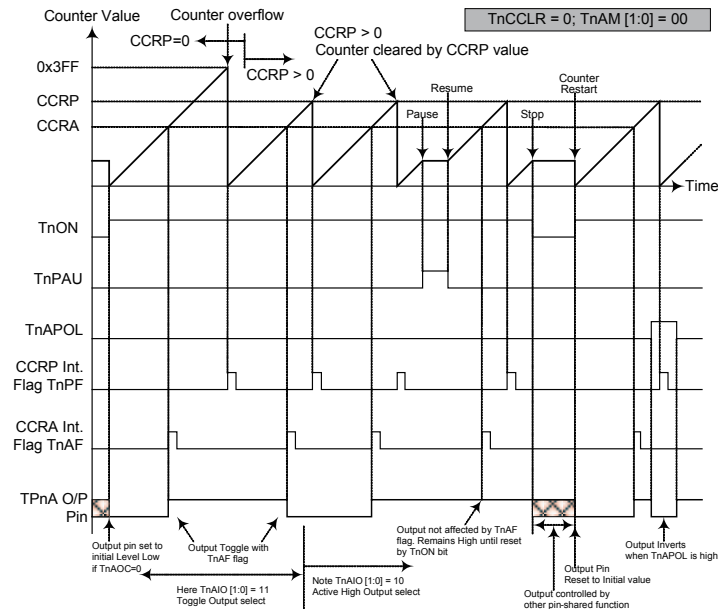 Counter Value
Counter overflow
TnCCLR = 0; TnAM [1:0] = 00
CCRP=0
CCRP > 0
CCRP > 0
Counter cleared by CCRP value
0x3FF
CCRP
CCRA
Pause
Resume
Stop
Counter
Restart
Time
TnON
TnPAU
TnAPOL
CCRP Int.
Flag TnPF
CCRA Int.
Flag TnAF
TPnA O/P
Pin
Output pin set to
initial Level Low
if TnAOC=0
Output Toggle with
TnAF flag
Here TnAIO [1:0] = 11
Toggle Output select
Note TnAIO [1:0] = 10
Active High Output select
Output not affected by TnAF
flag. Remains High until reset
by TnON bit
Output controlled by
other pin-shared function
Output Pin
Reset to Initial value
Output Inverts
when TnAPOL is high